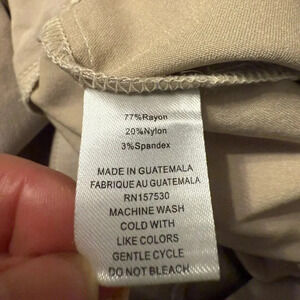 77%Rayon
20%Nylon
3%Spandex
MADE IN GUATEMALA
FABRIQUE AU GUATEMALA
RN157530
MACHINE WASH
COLD WITH
LIKE COLORS
GENTLE CYCLE
DO NOT BLEACH